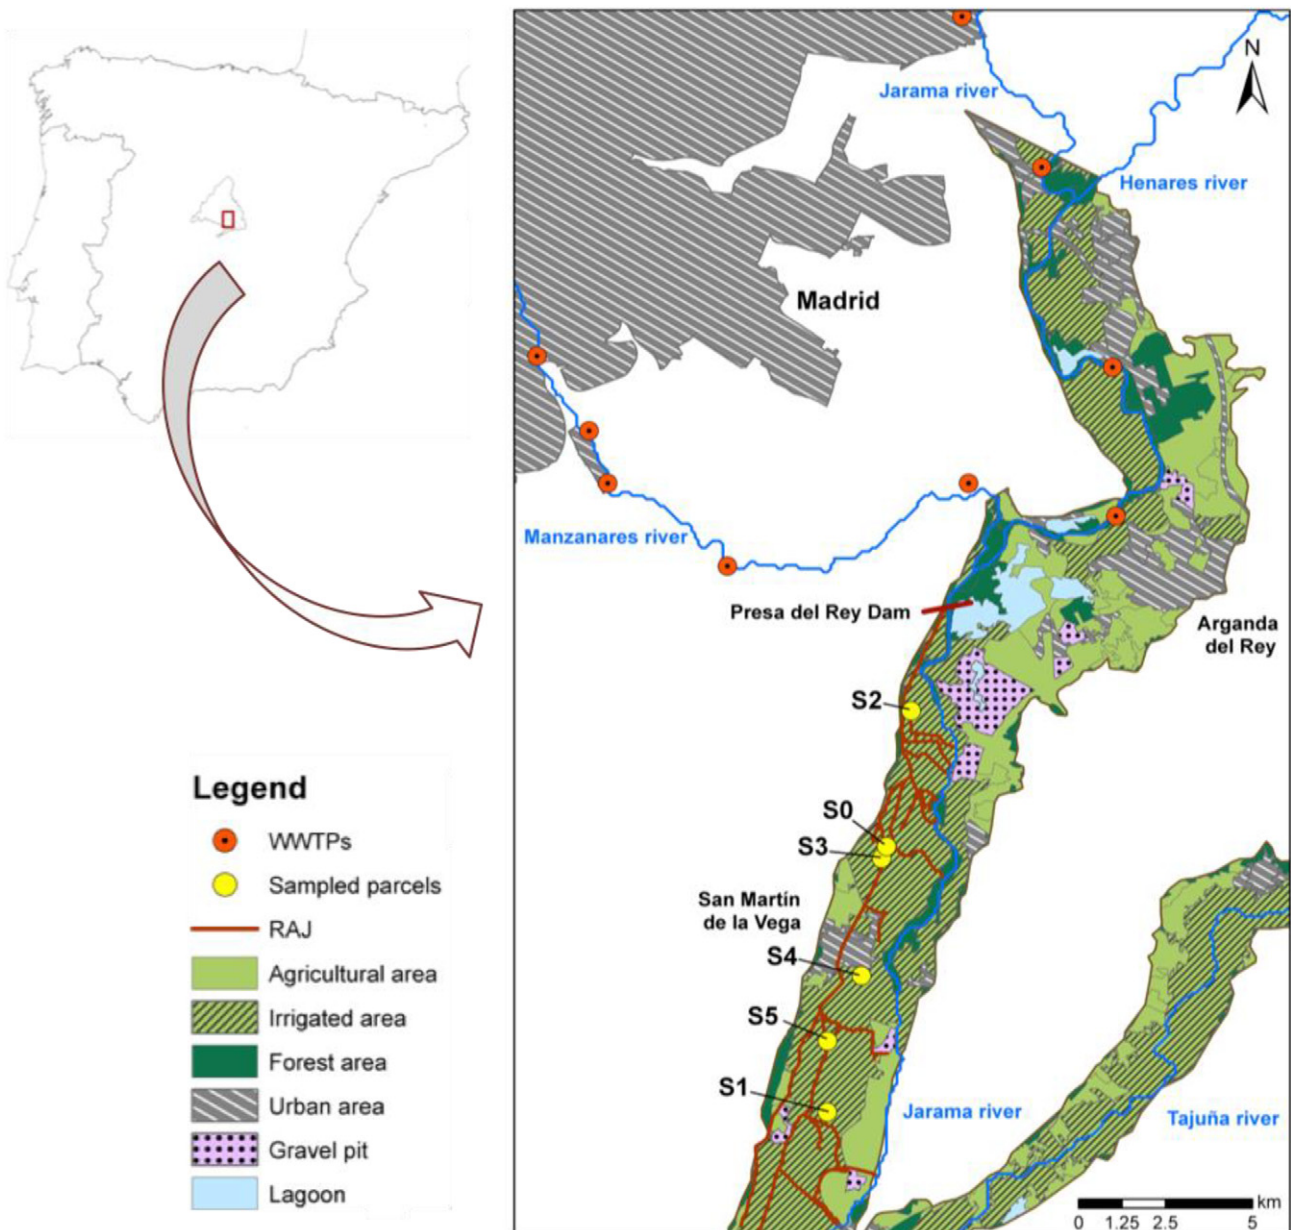 N
Jarama river
Henares river
Madrid
Manzanares river
Presa del Rey Dam
Arganda
del Rey
S2
S0
S3
San Martín
de la Vega
S4
S5
S1
Jarama river
Tajuña river
km
0 1.25 2.5 5
Legend
WWTPs
Sampled parcels
RAJ
Agricultural area
Irrigated area
Forest area
Urban area
Gravel pit
Lagoon